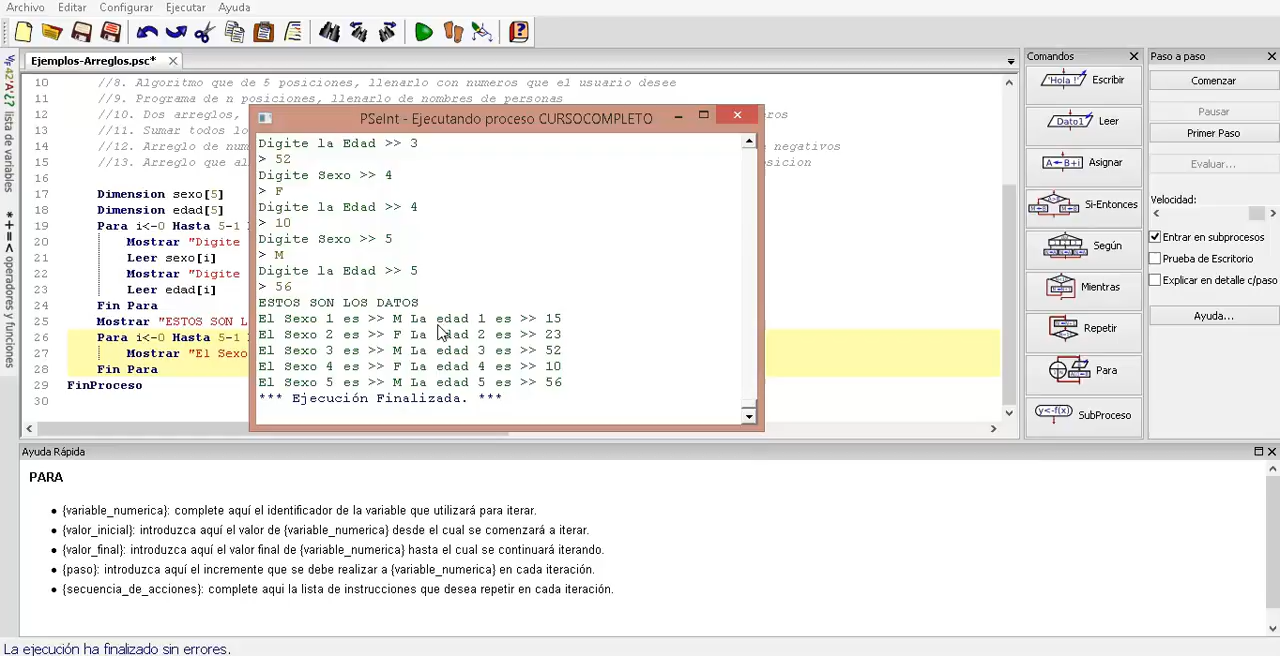 Archivo Editar Configurar Ejecutar Ayuda
Ejemplos-Arreglos.psc*
lista de variables
*+=< operadores y funciones
10 //8. Algoritmo que de 5 posiciones, llenarlo con numeros que el usuario desee
11 //9. Programa de n posiciones, llenarlo de nombres de personas
12 //10. Dos arreglos,
13 //11. Sumar todos lo
14 //12. Arreglo de num negativos
15 //13. Arreglo que al posicion
16
17 Dimension sexo[5]
18 Dimension edad[5]
19 Para i<-0 Hasta 5-1
20 Mostrar "Digite
21 Leer sexo[i]
22 Mostrar "Digite
23 Leer edad[i]
24 Fin Para
25 Mostrar "ESTOS SON L
26 Para i<-0 Hasta 5-1
27 Mostrar "El Sexo
28 Fin Para
29 FinProceso
30
PSeInt - Ejecutando proceso CURSOCOMPLETO
Digite la Edad >> 3
> 52
Digite Sexo >> 4
> F
Digite la Edad >> 4
> 10
Digite Sexo >> 5
> M
Digite la Edad >> 5
> 56
ESTOS SON LOS DATOS
El Sexo 1 es >> M La edad 1 es >> 15
El Sexo 2 es >> F La edad 2 es >> 23
El Sexo 3 es >> M La edad 3 es >> 52
El Sexo 4 es >> F La edad 4 es >> 10
El Sexo 5 es >> M La edad 5 es >> 56
*** Ejecución Finalizada. ***
Comandos
'Hola !' Escribir
Dato1 Leer
A←B+i Asignar
Si-Entonces
Según
Mientras
Repetir
Para
y<-f(x) SubProceso
Paso a paso
Comenzar
Pausar
Primer Paso
Evaluar...
Velocidad:
Entrar en subprocesos
Prueba de Escritorio
Explicar en detalle c/paso
Ayuda...
Ayuda Rápida
PARA
• {variable_numerica}: complete aquí el identificador de la variable que utilizará para iterar.
• {valor_inicial}: introduzca aquí el valor de {variable_numerica} desde el cual se comenzará a iterar.
• {valor_final}: introduzca aquí el valor final de {variable_numerica} hasta el cual se continuará iterando.
• {paso}: introduzca aquí el incremente que se debe realizar a {variable_numerica} en cada iteración.
• {secuencia_de_acciones}: complete aqui la lista de instrucciones que desea repetir en cada iteración.
La ejecución ha finalizado sin errores.